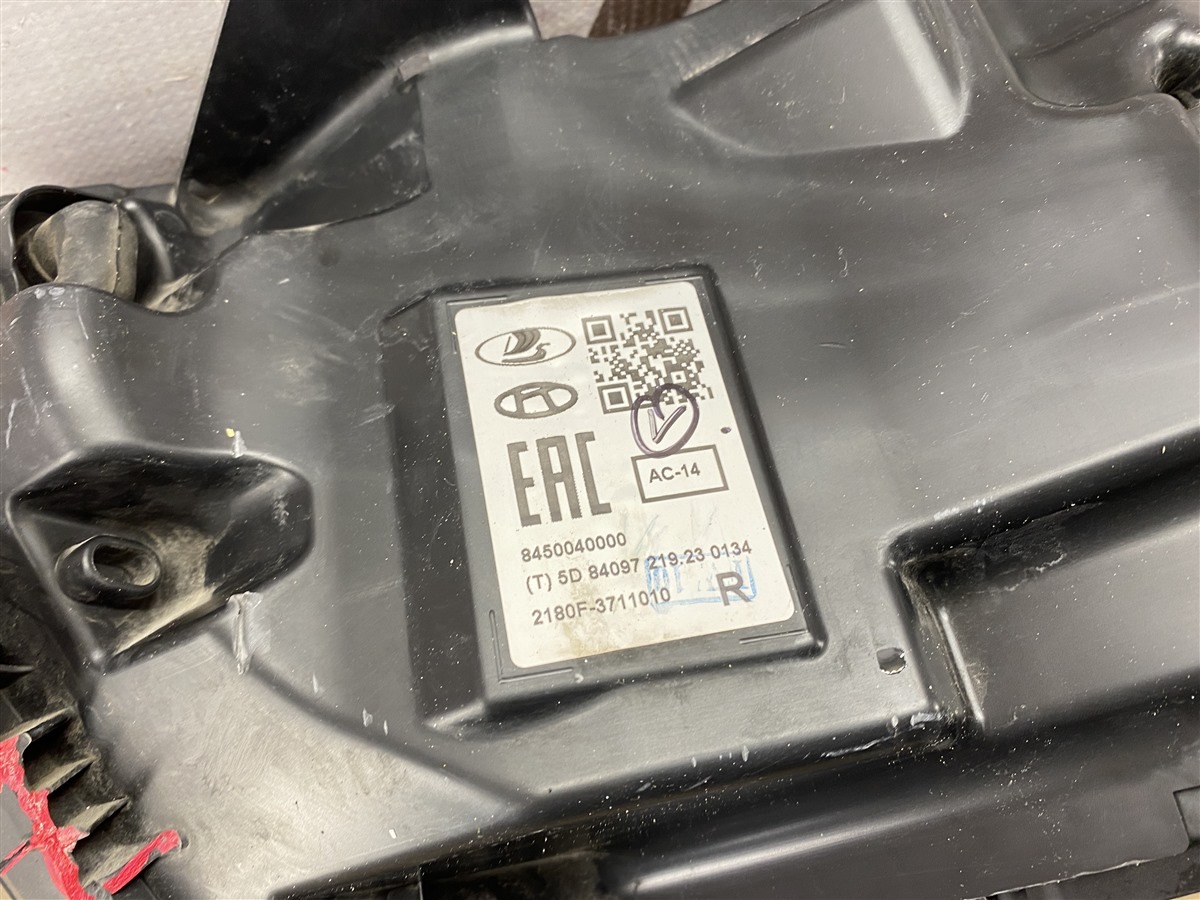 EAC
AC-14
8450040000
(T) 5D 84097 219.23 0134
2180F-3711010
R